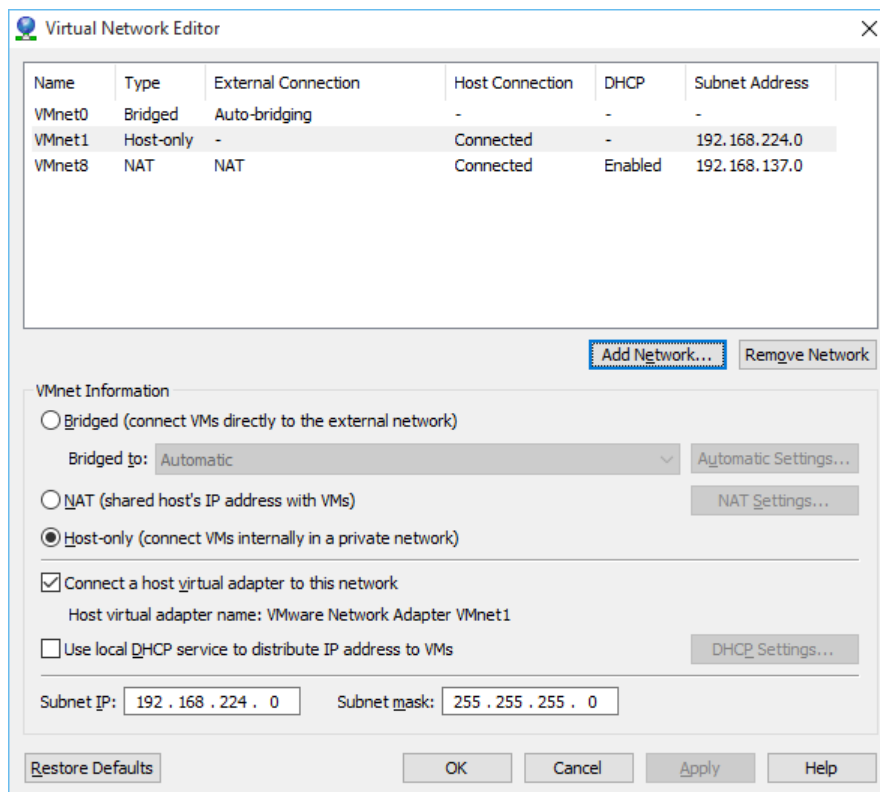 Virtual Network Editor
Name Type External Connection Host Connection DHCP Subnet Address
VMnet0 Bridged Auto-bridging - - -
VMnet1 Host-only - Connected - 192.168.224.0
VMnet8 NAT NAT Connected Enabled 192.168.137.0
Add Network... Remove Network
VMnet Information
Bridged (connect VMs directly to the external network)
Bridged to: Automatic Automatic Settings...
NAT (shared host's IP address with VMs) NAT Settings...
Host-only (connect VMs internally in a private network)
Connect a host virtual adapter to this network
Host virtual adapter name: VMware Network Adapter VMnet1
Use local DHCP service to distribute IP address to VMs DHCP Settings...
Subnet IP: 192 . 168 . 224 . 0 Subnet mask: 255 . 255 . 255 . 0
Restore Defaults OK Cancel Apply Help